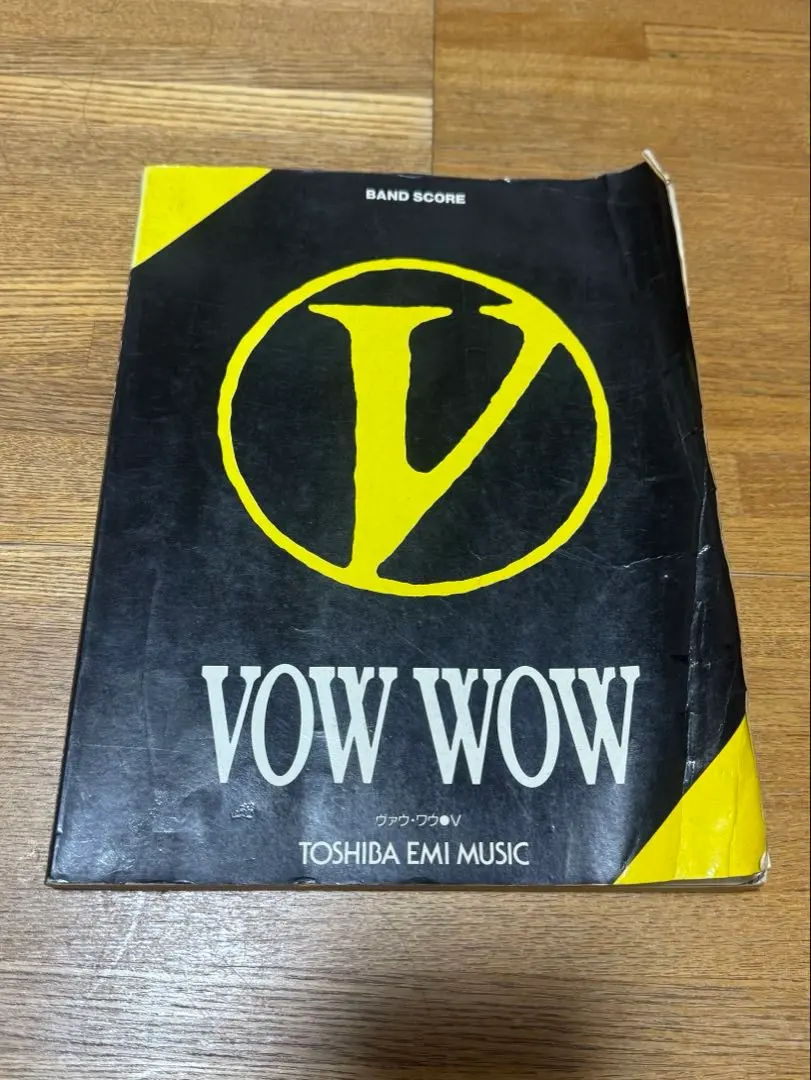 BAND SCORE
V
VOW WOW
ヴァウ・ワウ●V
TOSHIBA EMI MUSIC